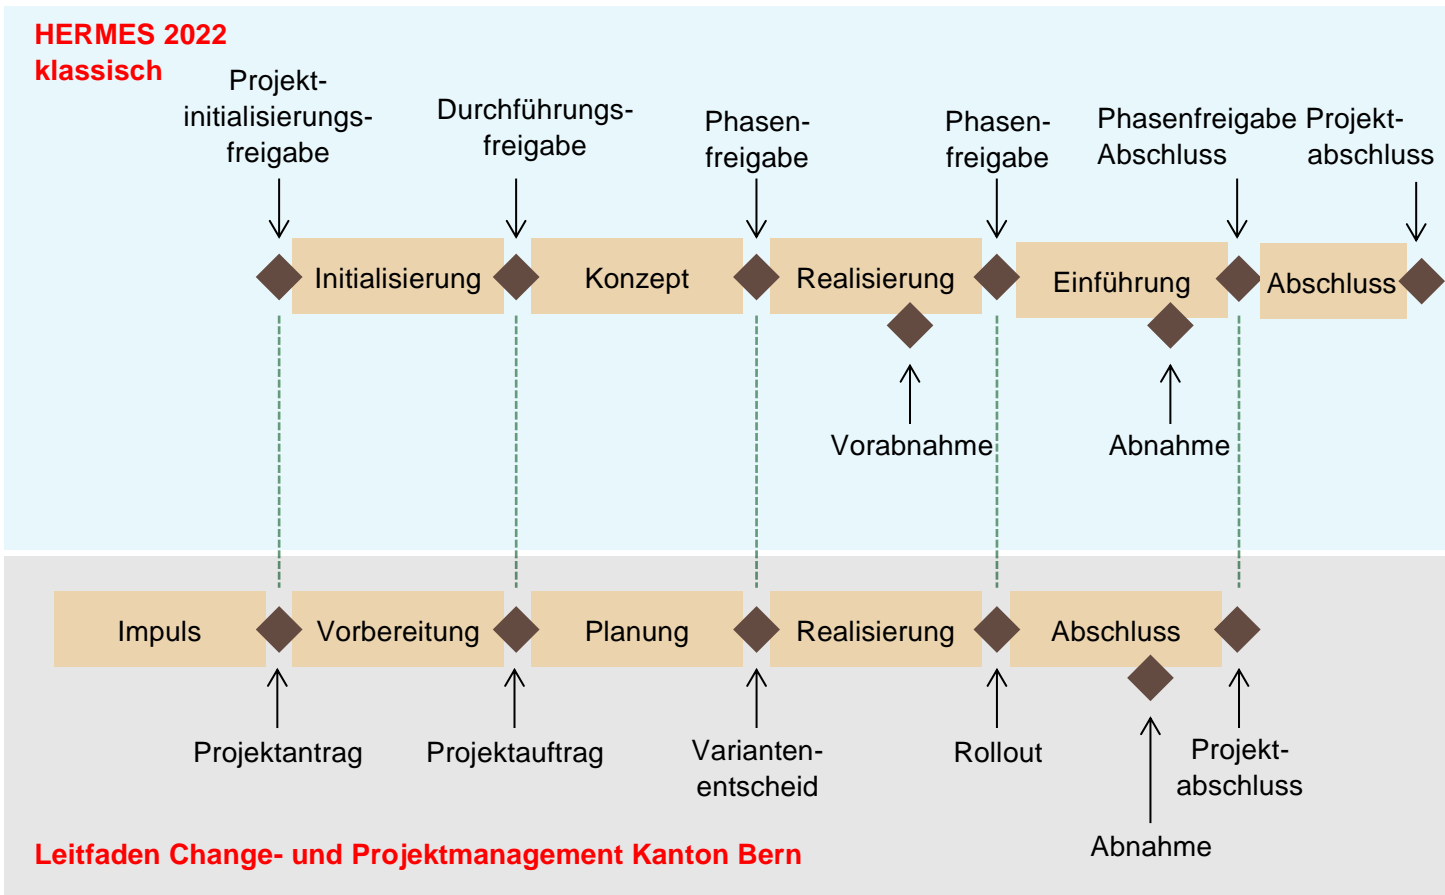 HERMES 2022
klassisch
Projekt-
initialisierungs-
freigabe
Durchführungs-
freigabe
Phasen-
freigabe
Phasen-
freigabe
Phasenfreigabe
Abschluss
Projekt-
abschluss
Initialisierung
Konzept
Realisierung
Einführung
Abschluss
Vorabnahme
Abnahme
Impuls
Vorbereitung
Planung
Realisierung
Abschluss
Projektantrag
Projektauftrag
Varianten-
entscheid
Rollout
Projekt-
abschluss
Abnahme
Leitfaden Change- und Projektmanagement Kanton Bern